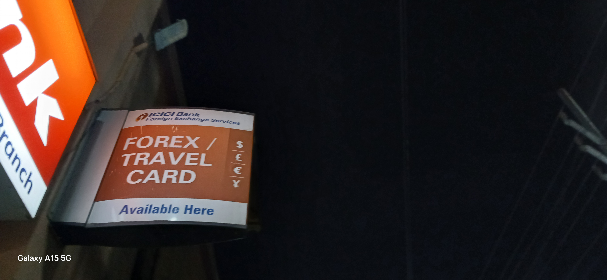 nk
Branch
ICICI Bank
Foreign Exchange Services
FOREX /
TRAVEL
CARD
$
£
€
¥
Available Here
Galaxy A15 5G